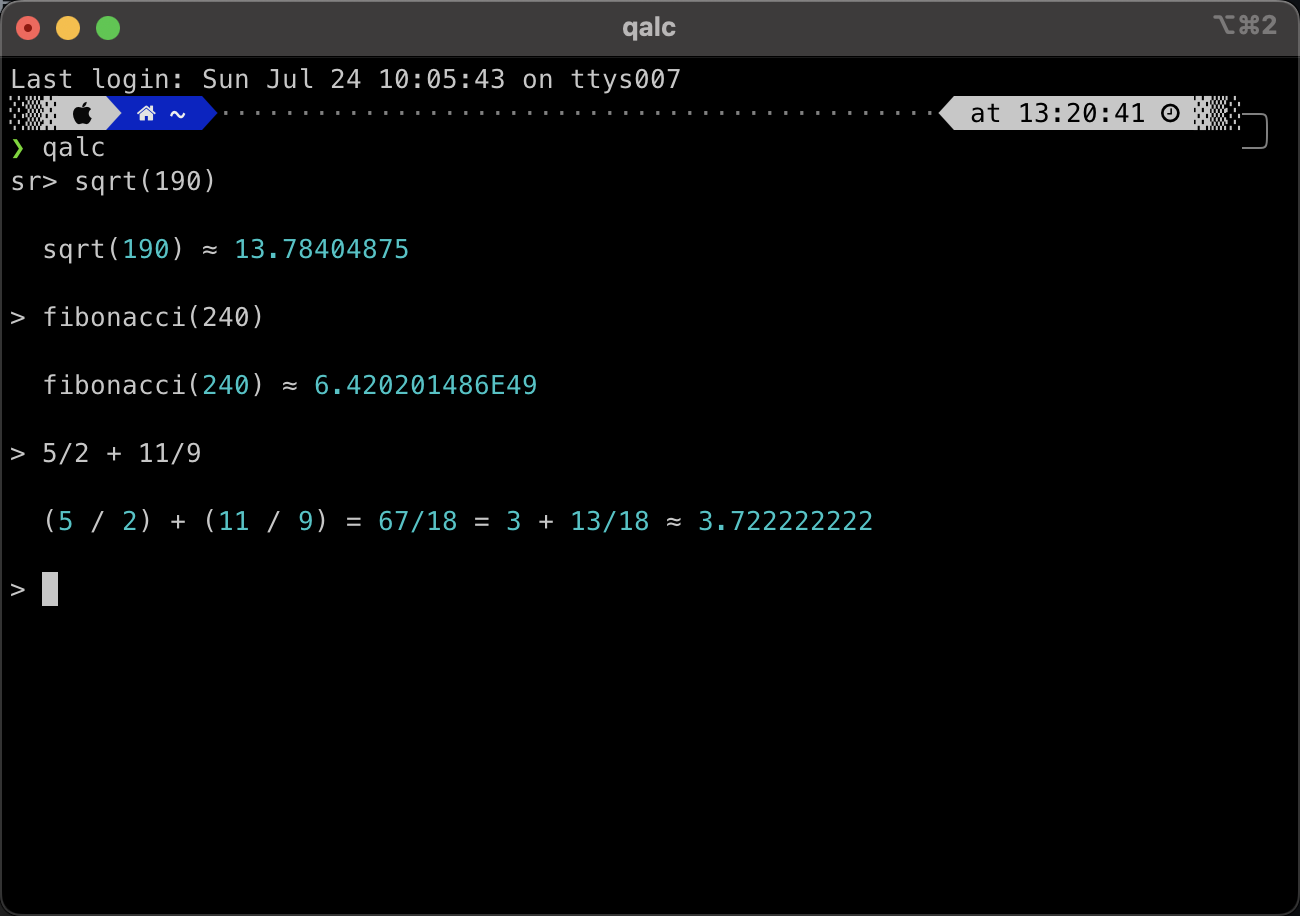 qalc ⌥⌘2
Last login: Sun Jul 24 10:05:43 on ttys007
~ at 13:20:41
❯ qalc
sr> sqrt(190)
sqrt(190) ≈ 13.78404875
> fibonacci(240)
fibonacci(240) ≈ 6.420201486E49
> 5/2 + 11/9
(5 / 2) + (11 / 9) = 67/18 = 3 + 13/18 ≈ 3.722222222
>